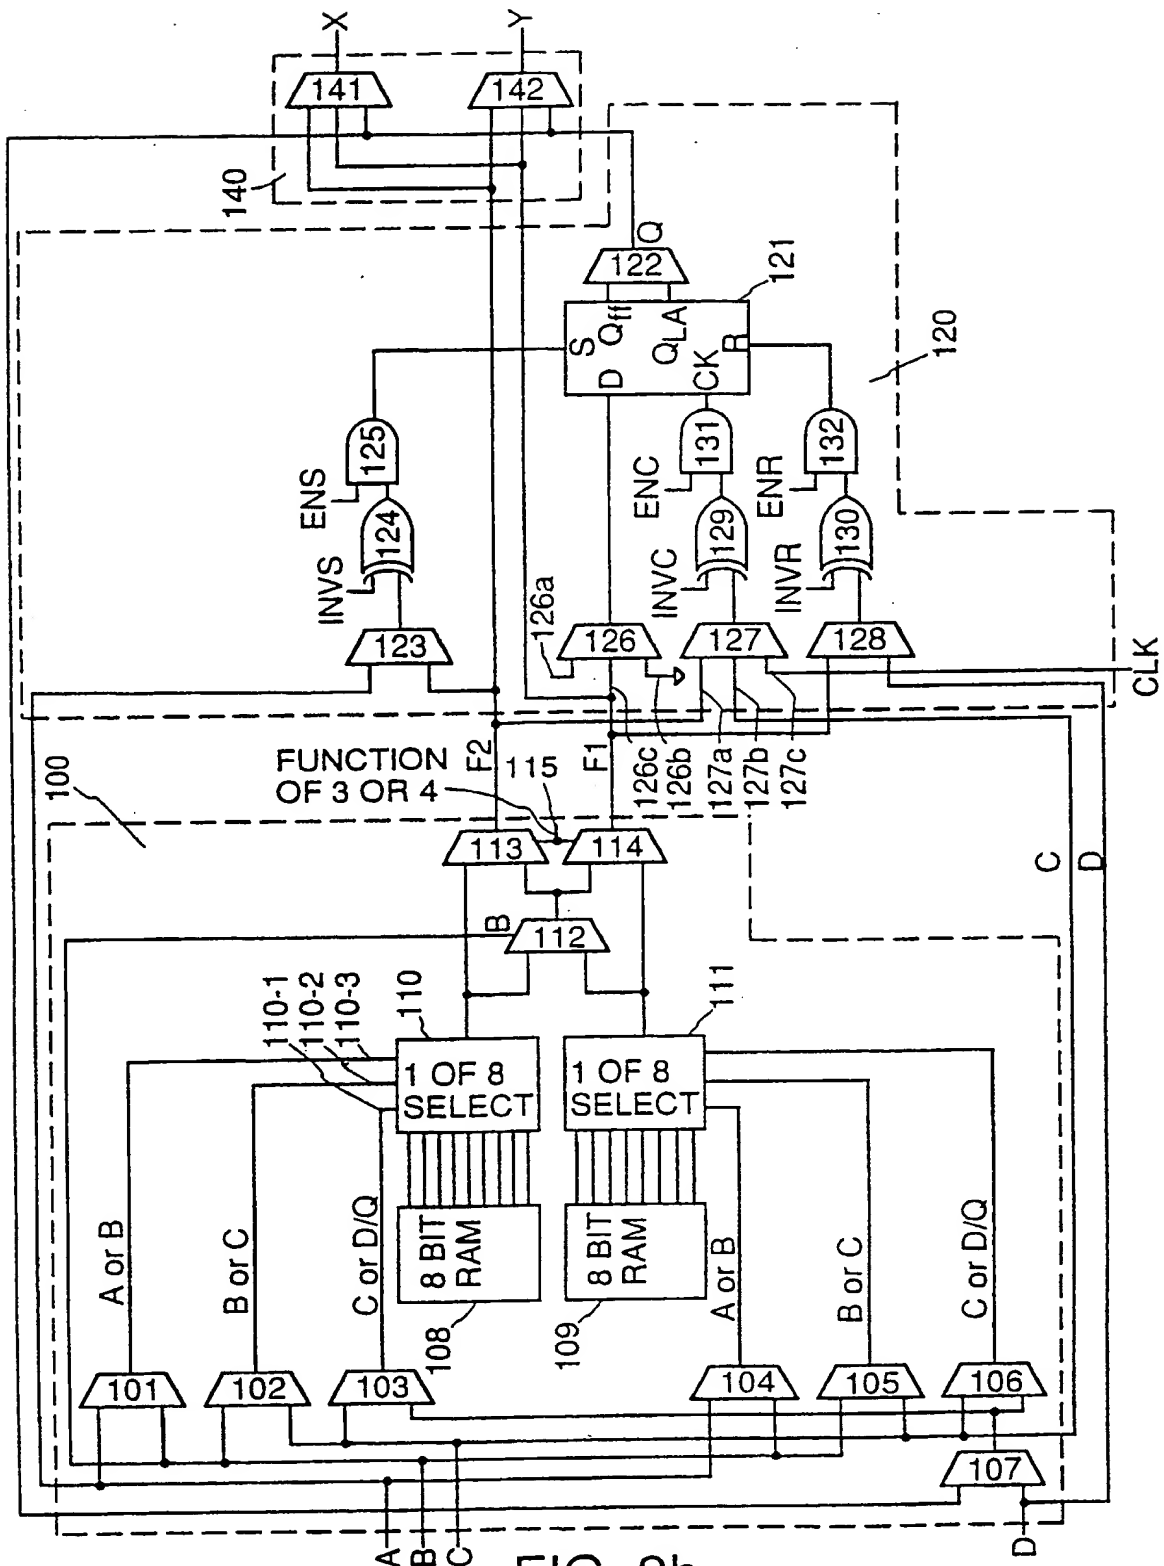 X
Y
141
142
140
Q
122
121
120
S
Qff
D
QLA
CK
R
ENS
125
INVS
124
ENC
131
INVC
129
ENR
132
INVR
130
126a
123
126
127
128
CLK
100
FUNCTION
OF 3 OR 4
F2
115
F1
126c
126b
127a
127b
127c
C
D
113
114
B
112
110-1
110-2
110-3
110
111
1 OF 8
SELECT
1 OF 8
SELECT
A or B
B or C
C or D/Q
8 BIT
RAM
8 BIT
RAM
A or B
B or C
C or D/Q
108
109
101
102
103
104
105
106
107
A
B
C
D